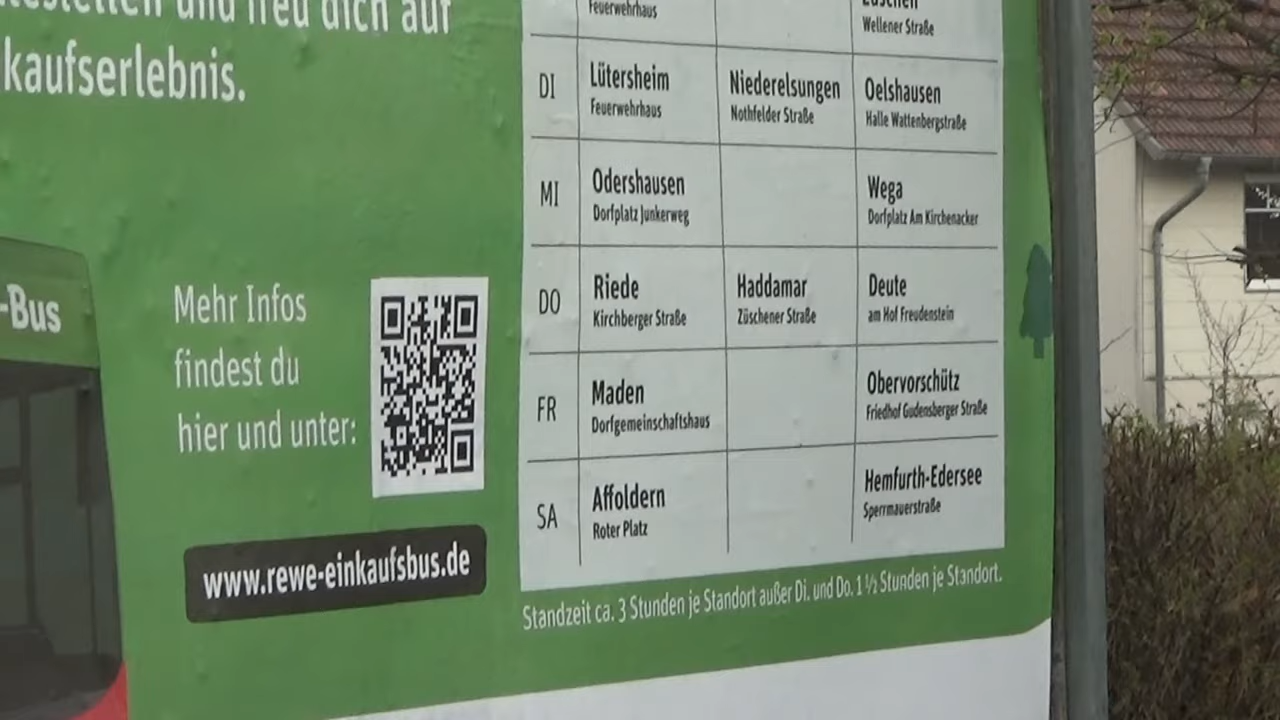 freu dich auf
kaufserlebnis.
-Bus
Mehr Infos
findest du
hier und unter:
www.rewe-einkaufsbus.de
Feuerwehrhaus
Wellener Straße
DI
Lütersheim
Feuerwehrhaus
Niederelsungen
Nothfelder Straße
Oelshausen
Halle Wattenbergstraße
MI
Odershausen
Dorfplatz Junkerweg
Wega
Dorfplatz Am Kirchenacker
DO
Riede
Kirchberger Straße
Haddamar
Züschener Straße
Deute
am Hof Freudenstein
FR
Maden
Dorfgemeinschaftshaus
Obervorschütz
Friedhof Gudensberger Straße
SA
Affoldern
Roter Platz
Hemfurth-Edersee
Sperrmauerstraße
Standzeit ca. 3 Stunden je Standort außer Di. und Do. 1 ½ Stunden je Standort.